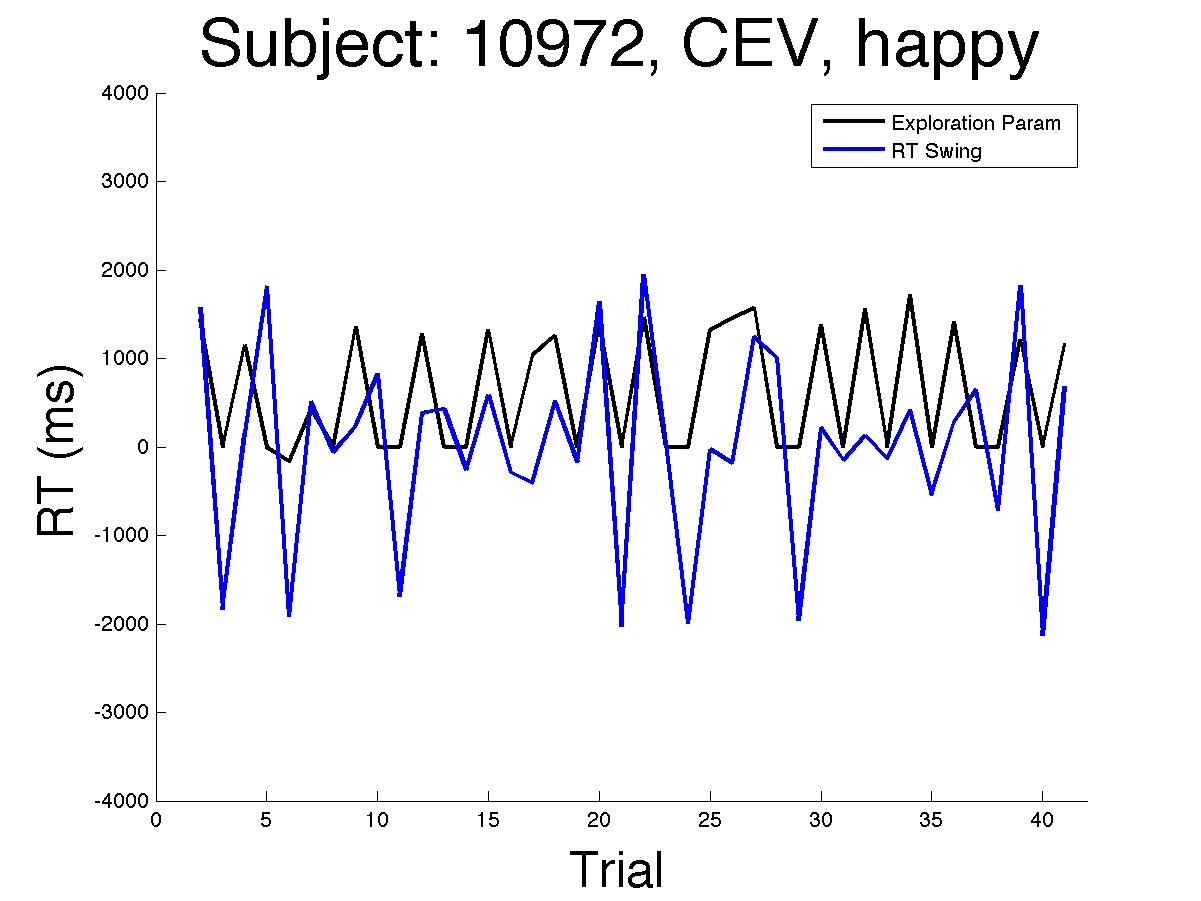 Subject: 10972, CEV, happy
Exploration Param
RT Swing
4000
3000
2000
1000
0
-1000
-2000
-3000
-4000
RT (ms)
0 5 10 15 20 25 30 35 40
Trial